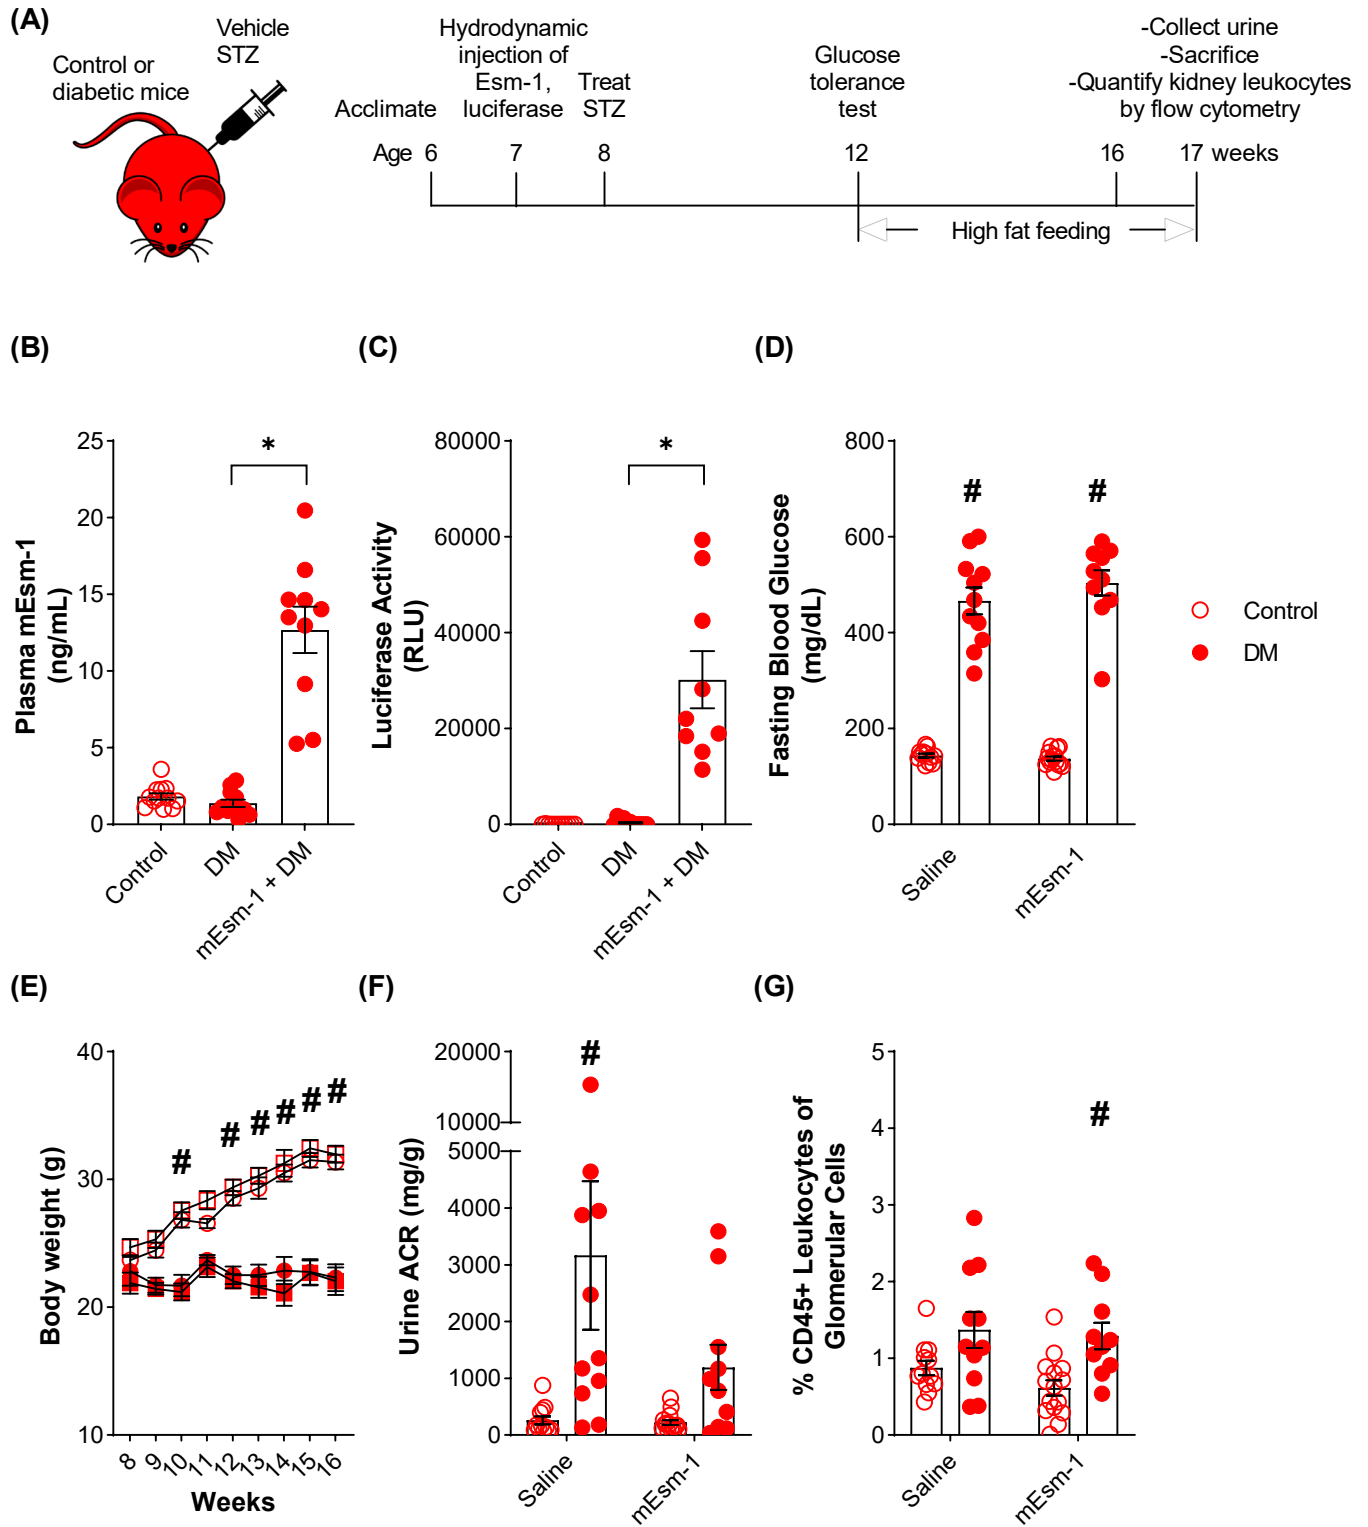 (A)
Vehicle
STZ
Control or
diabetic mice
Hydrodynamic
injection of
Esm-1,
luciferase
Treat
STZ
Glucose
tolerance
test
-Collect urine
-Sacrifice
-Quantify kidney leukocytes
by flow cytometry
Acclimate
Age 6 7 8 12 16 17 weeks
High fat feeding
(B)
Plasma mEsm-1
(ng/mL)
25
20
15
10
5
0
*
Control
DM
mEsm-1 + DM
(C)
Luciferase Activity
(RLU)
80000
60000
40000
20000
0
*
Control
DM
mEsm-1 + DM
(D)
Fasting Blood Glucose
(mg/dL)
800
600
400
200
0
# #
Saline
mEsm-1
Control
DM
(E)
Body weight (g)
40
30
20
10
# # # # # #
8 9 10 11 12 13 14 15 16
Weeks
(F)
Urine ACR (mg/g)
20000
10000
5000
4000
3000
2000
1000
0
#
Saline
mEsm-1
(G)
% CD45+ Leukocytes of
Glomerular Cells
5
4
3
2
1
0
#
Saline
mEsm-1